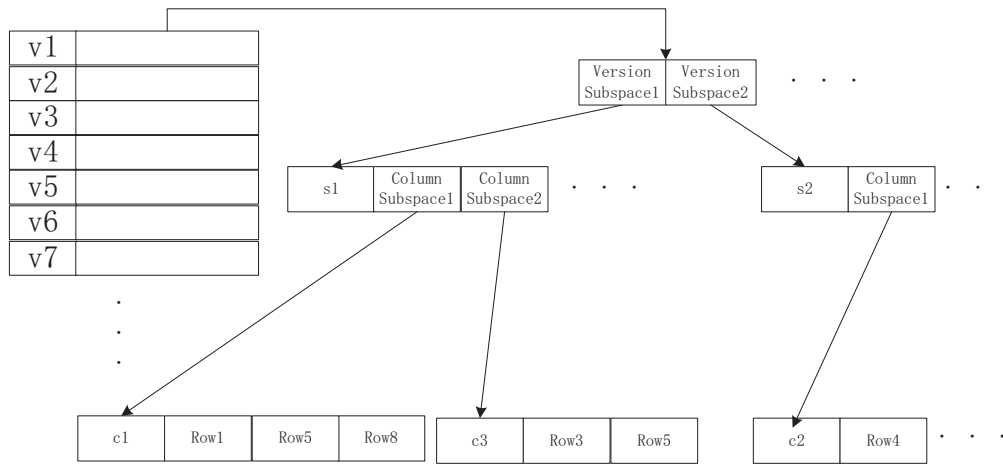 v1
v2
v3
v4
v5
v6
v7
.
.
.
Version
Subspace1
Version
Subspace2
. . .
s1
Column
Subspace1
Column
Subspace2
. . .
s2
Column
Subspace1
. .
c1
Row1
Row5
Row8
c3
Row3
Row5
c2
Row4
. . .